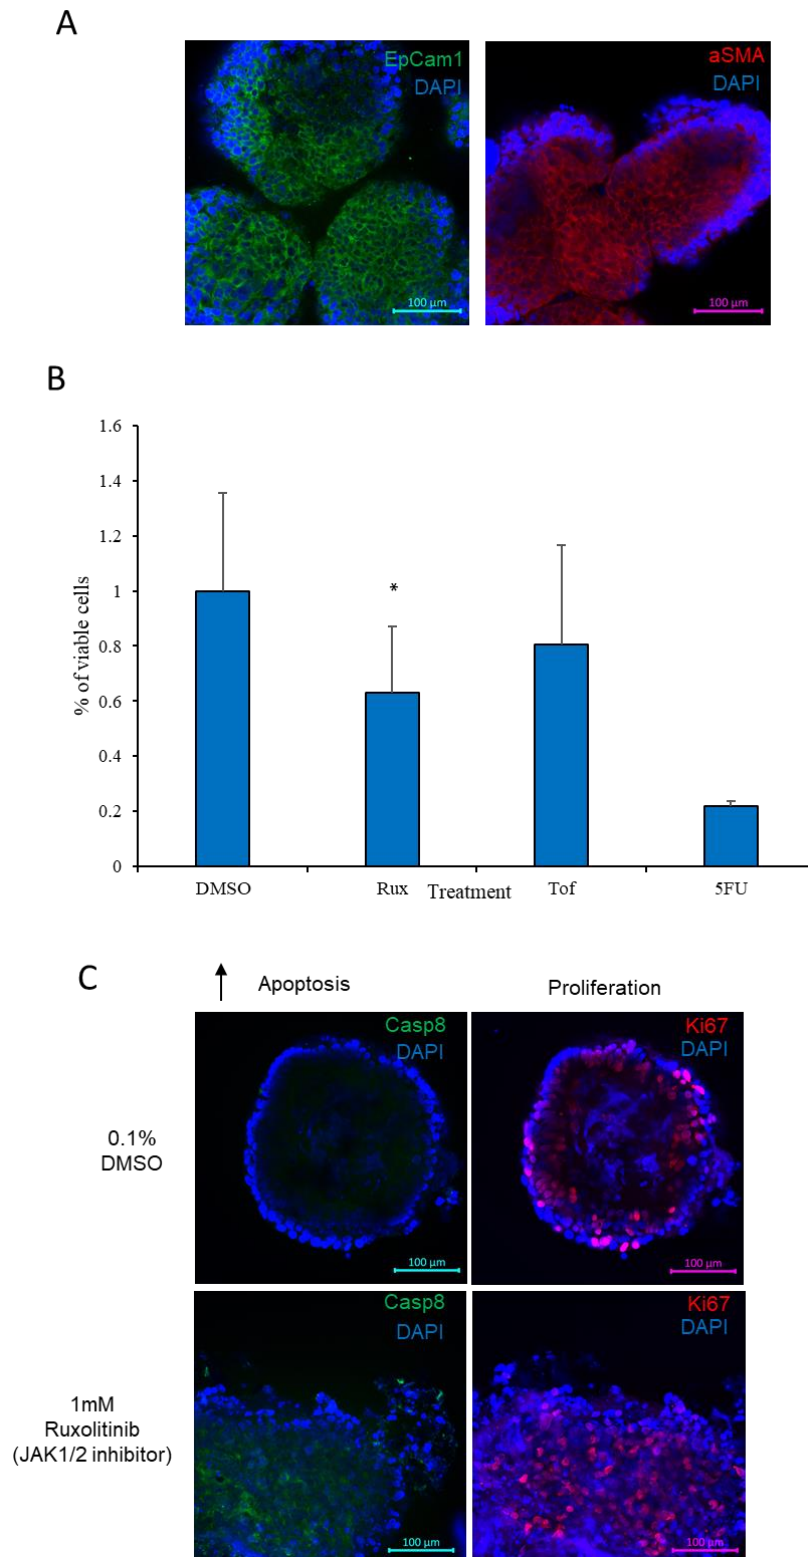 A
EpCam1
DAPI
100 µm
aSMA
DAPI
100 µm
B
% of viable cells
1.6
1.4
1.2
1
0.8
0.6
0.4
0.2
0
*
DMSO
Rux
Treatment
Tof
5FU
C
Apoptosis
Proliferation
0.1%
DMSO
Casp8
DAPI
100 µm
Ki67
DAPI
100 µm
1mM
Ruxolitinib
(JAK1/2 inhibitor)
Casp8
DAPI
100 µm
Ki67
DAPI
100 µm